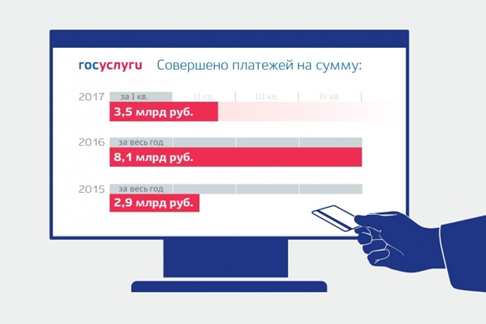 госуслуги Совершено платежей на сумму:
2017 за I кв. II кв. III кв. IV кв.
3,5 млрд руб.
2016 за весь год
8,1 млрд руб.
2015 за весь год
2,9 млрд руб.